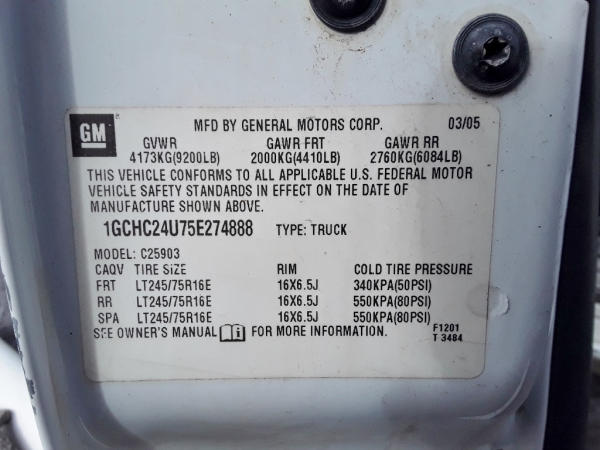 GM
MFD BY GENERAL MOTORS CORP. 03/05
GVWR GAWR FRT GAWR RR
4173KG(9200LB) 2000KG(4410LB) 2760KG(6084LB)
THIS VEHICLE CONFORMS TO ALL APPLICABLE U.S. FEDERAL MOTOR
VEHICLE SAFETY STANDARDS IN EFFECT ON THE DATE OF
MANUFACTURE SHOWN ABOVE.
1GCHC24U75E274888 TYPE: TRUCK
MODEL: C25903
CAQV TIRE SIZE RIM COLD TIRE PRESSURE
FRT LT245/75R16E 16X6.5J 340KPA(50PSI)
RR LT245/75R16E 16X6.5J 550KPA(80PSI)
SPA LT245/75R16E 16X6.5J 550KPA(80PSI)
SEE OWNER'S MANUAL FOR MORE INFORMATION.
F1201
T 3484